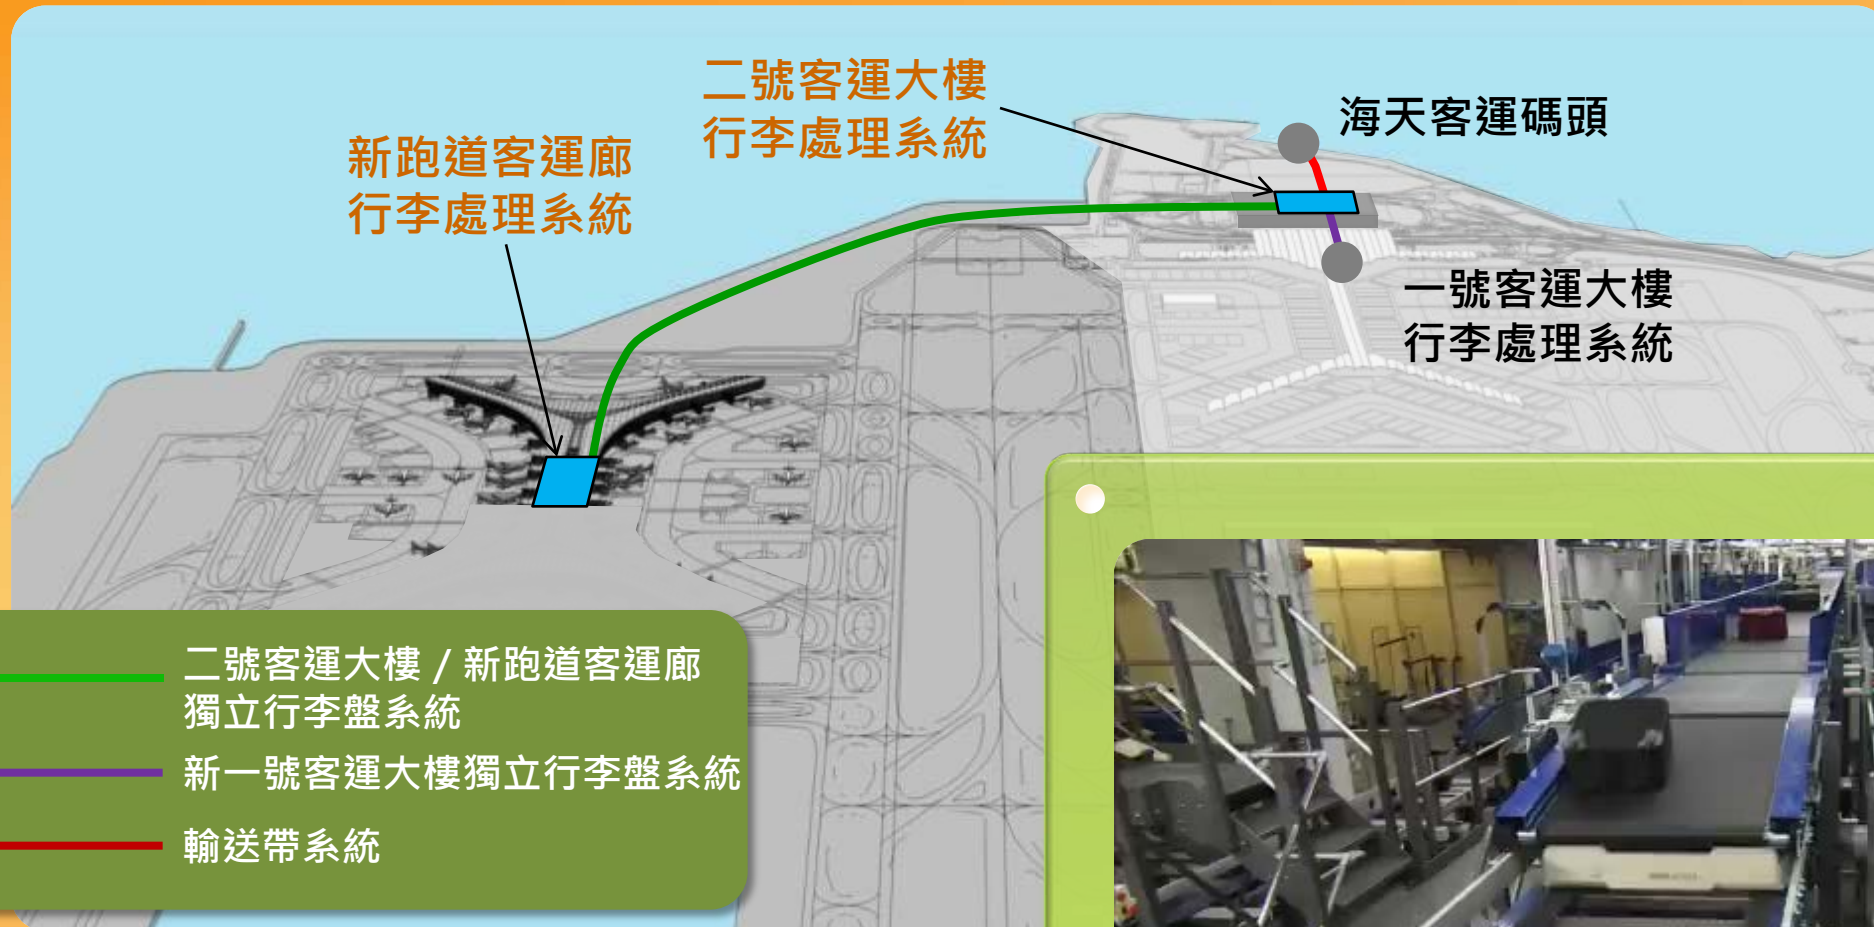 二號客運大樓
行李處理系統
海天客運碼頭
新跑道客運廊
行李處理系統
一號客運大樓
行李處理系統
二號客運大樓 / 新跑道客運廊
獨立行李盤系統
新一號客運大樓獨立行李盤系統
輸送帶系統